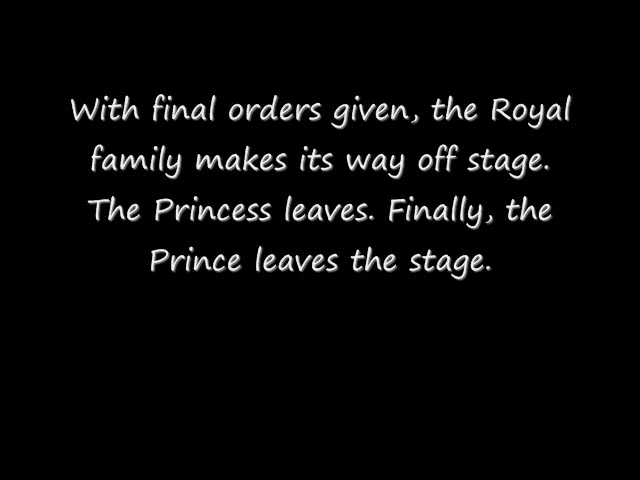 With final orders given, the Royal
family makes its way off stage.
The Princess leaves. Finally, the
Prince leaves the stage.